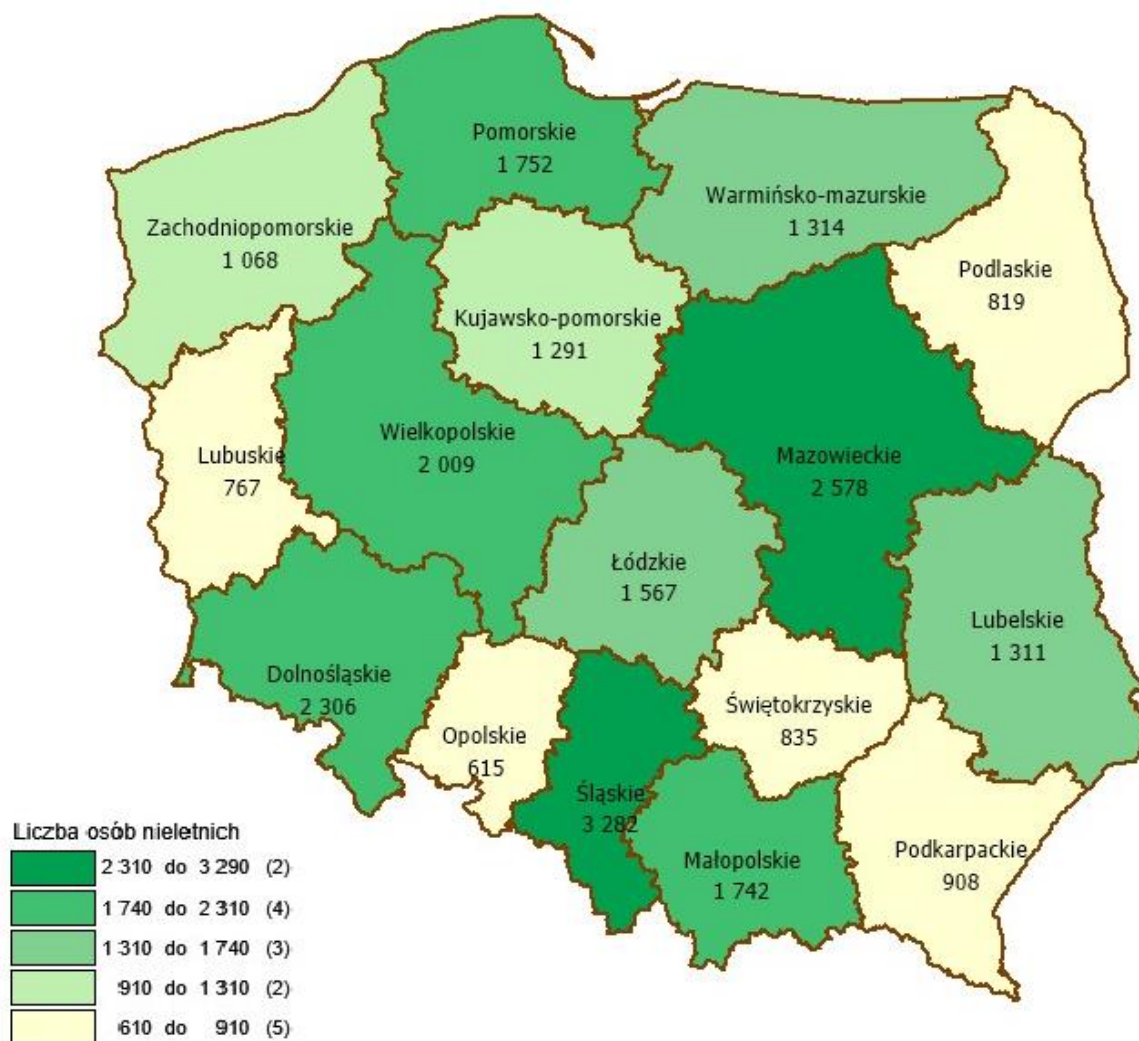 Pomorskie
1 752
Warmińsko-mazurskie
1 314
Zachodniopomorskie
1 068
Podlaskie
819
Kujawsko-pomorskie
1 291
Wielkopolskie
2 009
Lubuskie
767
Mazowieckie
2 578
Łódzkie
1 567
Lubelskie
1 311
Dolnośląskie
2 306
Świętokrzyskie
835
Opolskie
615
Śląskie
3 282
Małopolskie
1 742
Podkarpackie
908
Liczba osób nieletnich
2 310 do 3 290 (2)
1 740 do 2 310 (4)
1 310 do 1 740 (3)
910 do 1 310 (2)
610 do 910 (5)